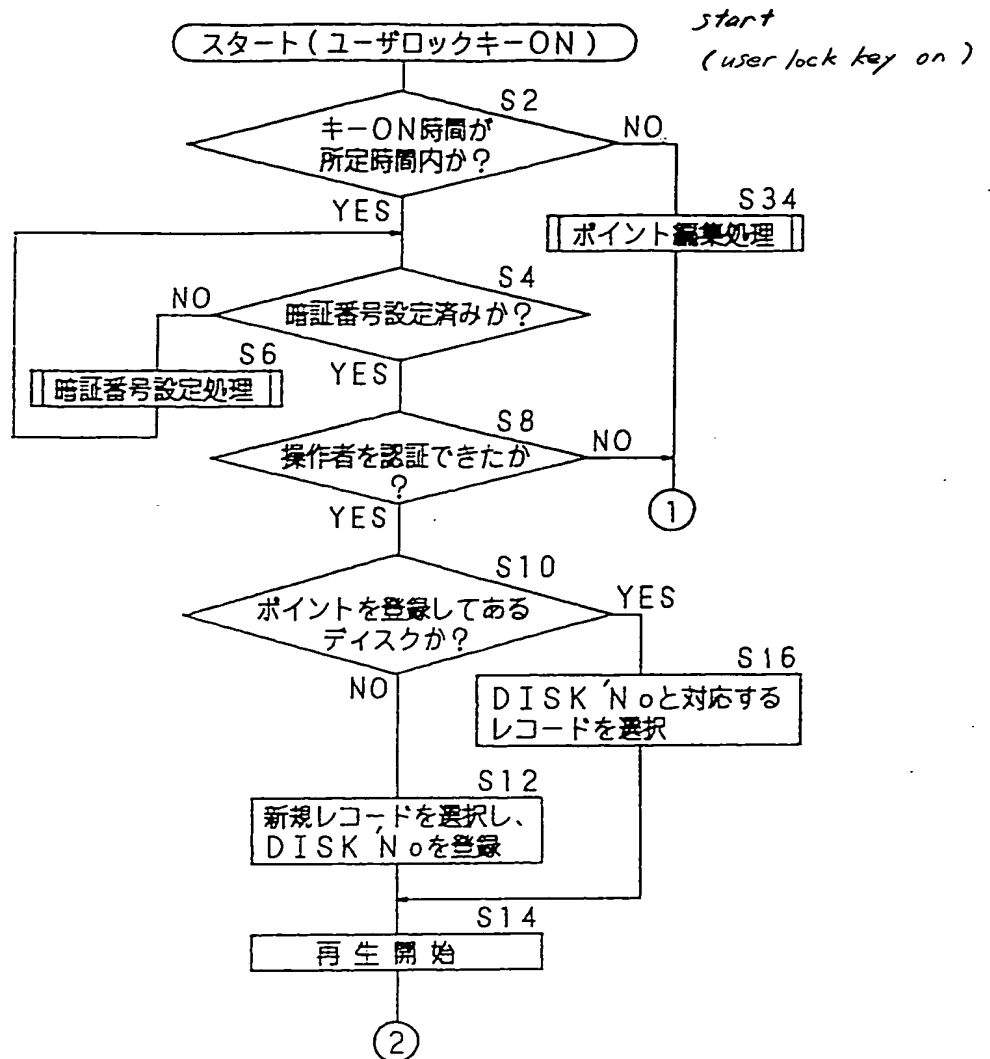 start
(user lock key on)
スタート(ユーザロックキーON)
S2
キーON時間が
所定時間内か?
NO
YES
S34
ポイント編集処理
S4
暗証番号設定済みか?
NO
YES
S6
暗証番号設定処理
S8
操作者を認証できたか
?
NO
YES
1
S10
ポイントを登録してある
ディスクか?
YES
NO
S16
DISK'Noと対応する
レコードを選択
S12
新規レコードを選択し、
DISK'Noを登録
S14
再生開始
2